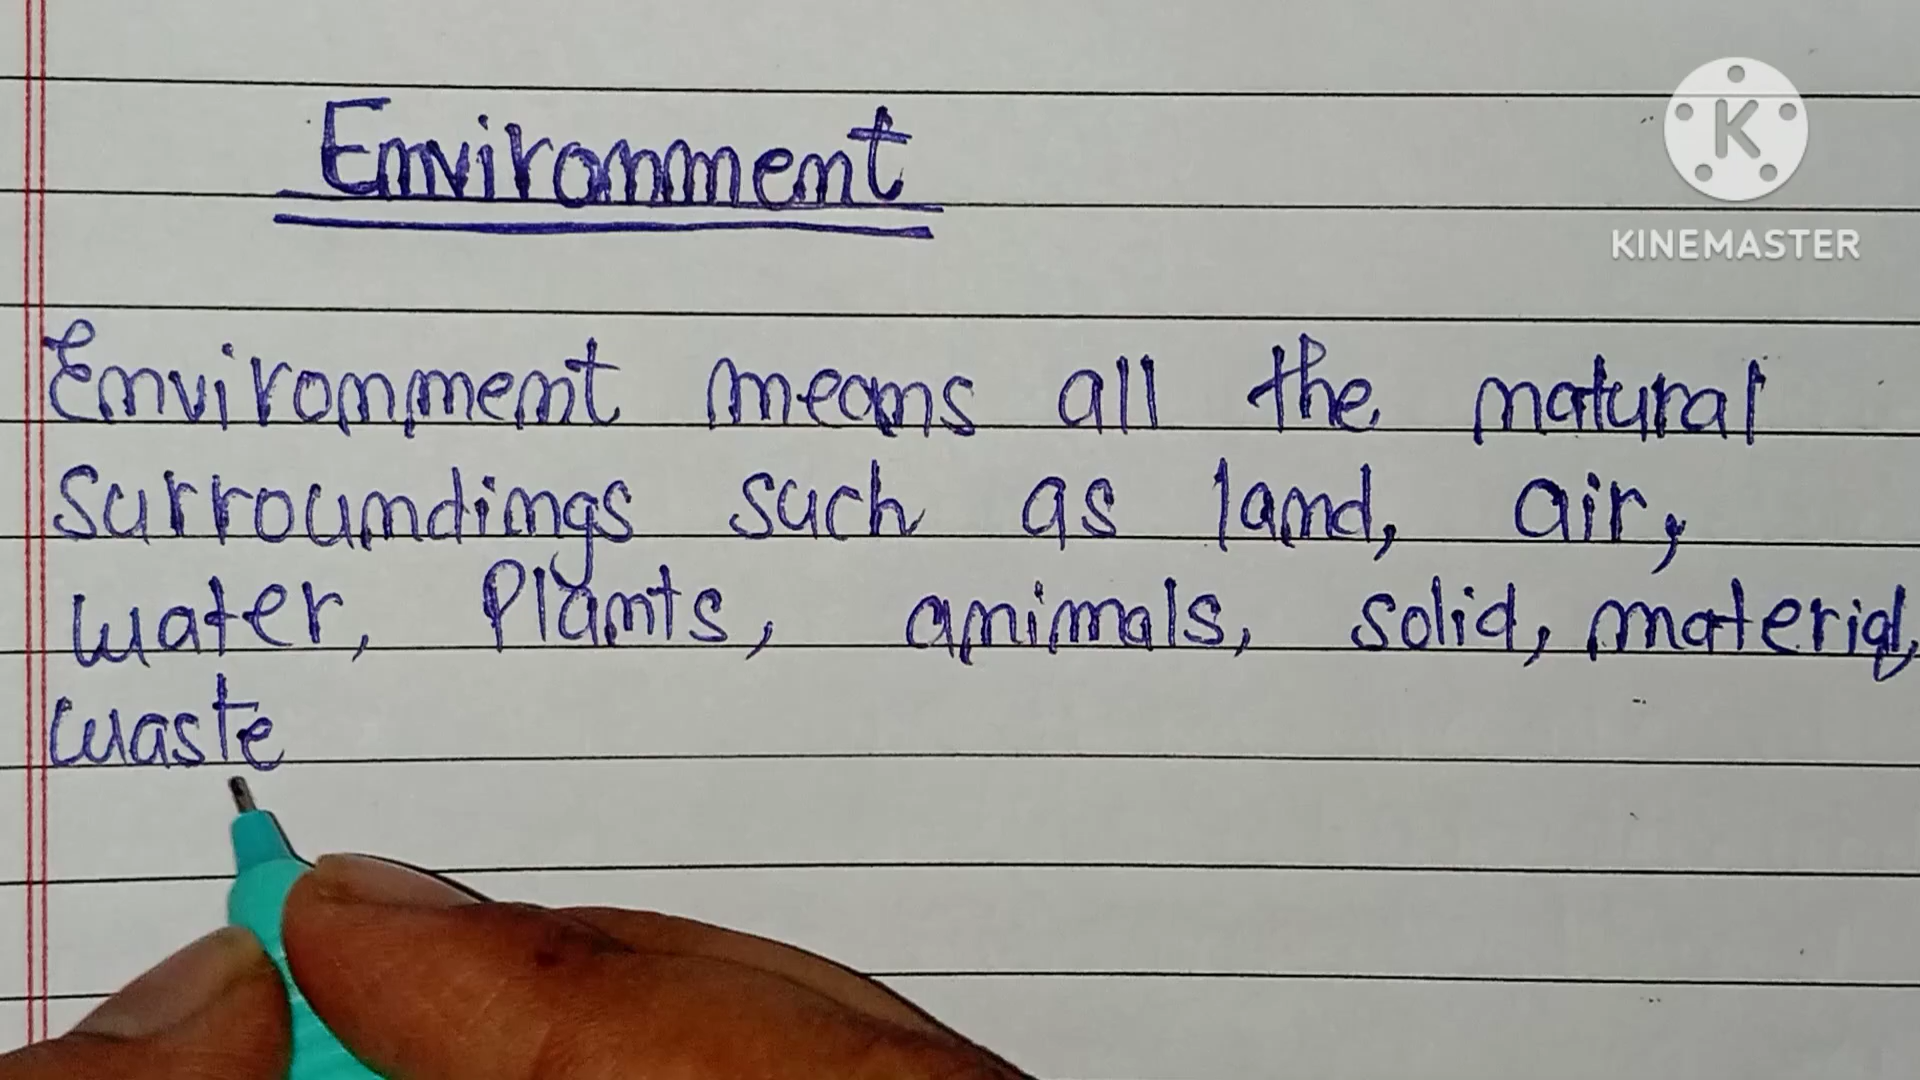 Environment
KINEMASTER
Environment means all the natural
surroundings such as land, air,
water, Plants, animals, solid, material,
waste